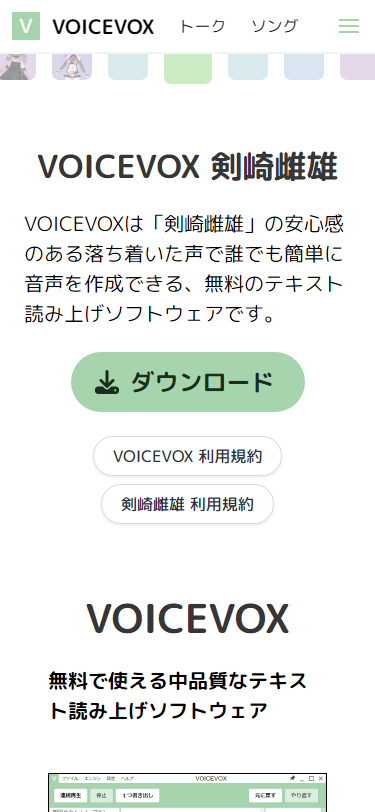 V VOICEVOX トーク ソング
VOICEVOX 剣崎雌雄
VOICEVOXは「剣崎雌雄」の安心感
のある落ち着いた声で誰でも簡単に
音声を作成できる、無料のテキスト
読み上げソフトウェアです。
ダウンロード
VOICEVOX 利用規約
剣崎雌雄 利用規約
VOICEVOX
無料で使える中品質なテキス
ト読み上げソフトウェア
V ファイル エンジン 設定 ヘルプ VOICEVOX
連続再生 停止 1つ書き出し 元に戻す やり直す